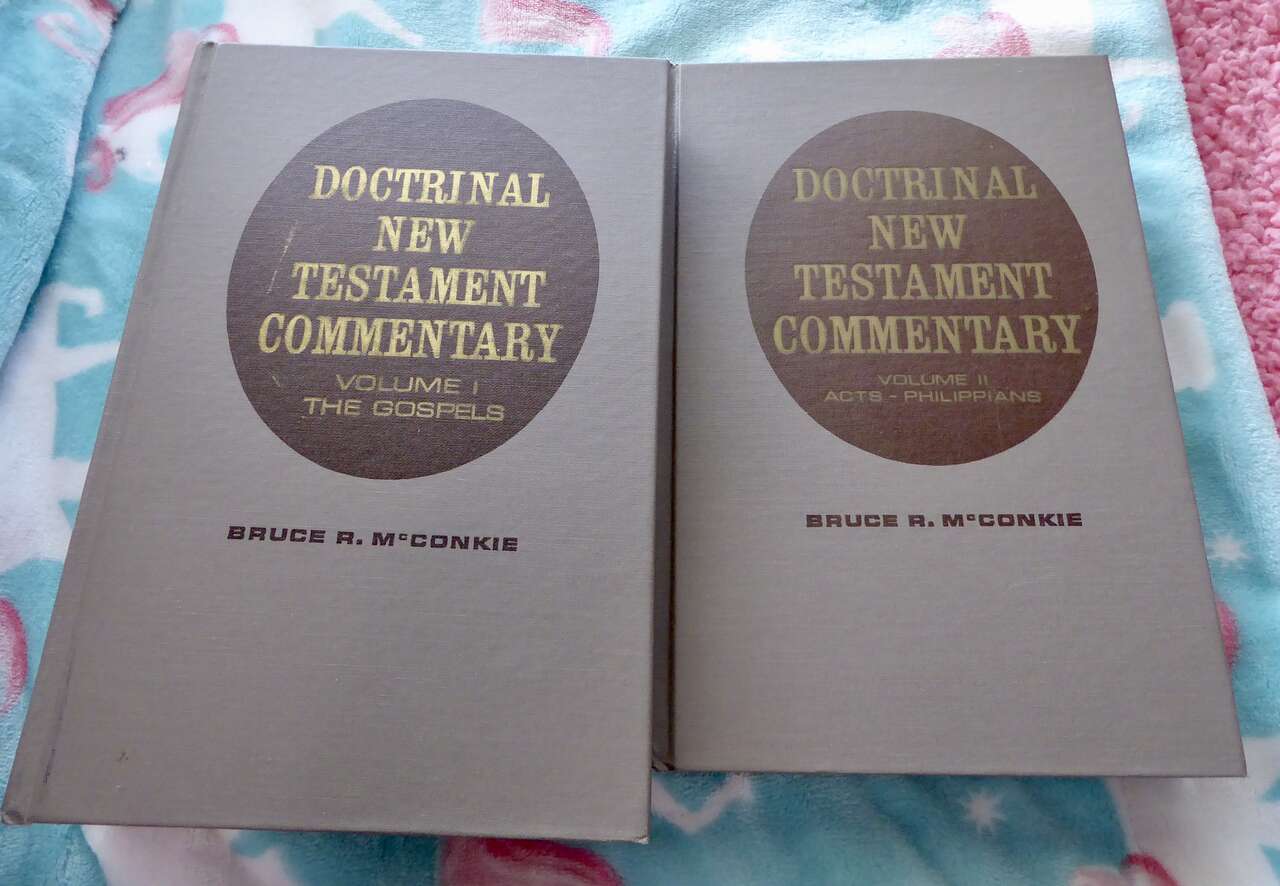 DOCTRINAL
NEW
TESTAMENT
COMMENTARY
VOLUME I
THE GOSPELS
BRUCE R. McCONKIE
DOCTRINAL
NEW
TESTAMENT
COMMENTARY
VOLUME II
ACTS - PHILIPPIANS
BRUCE R. McCONKIE